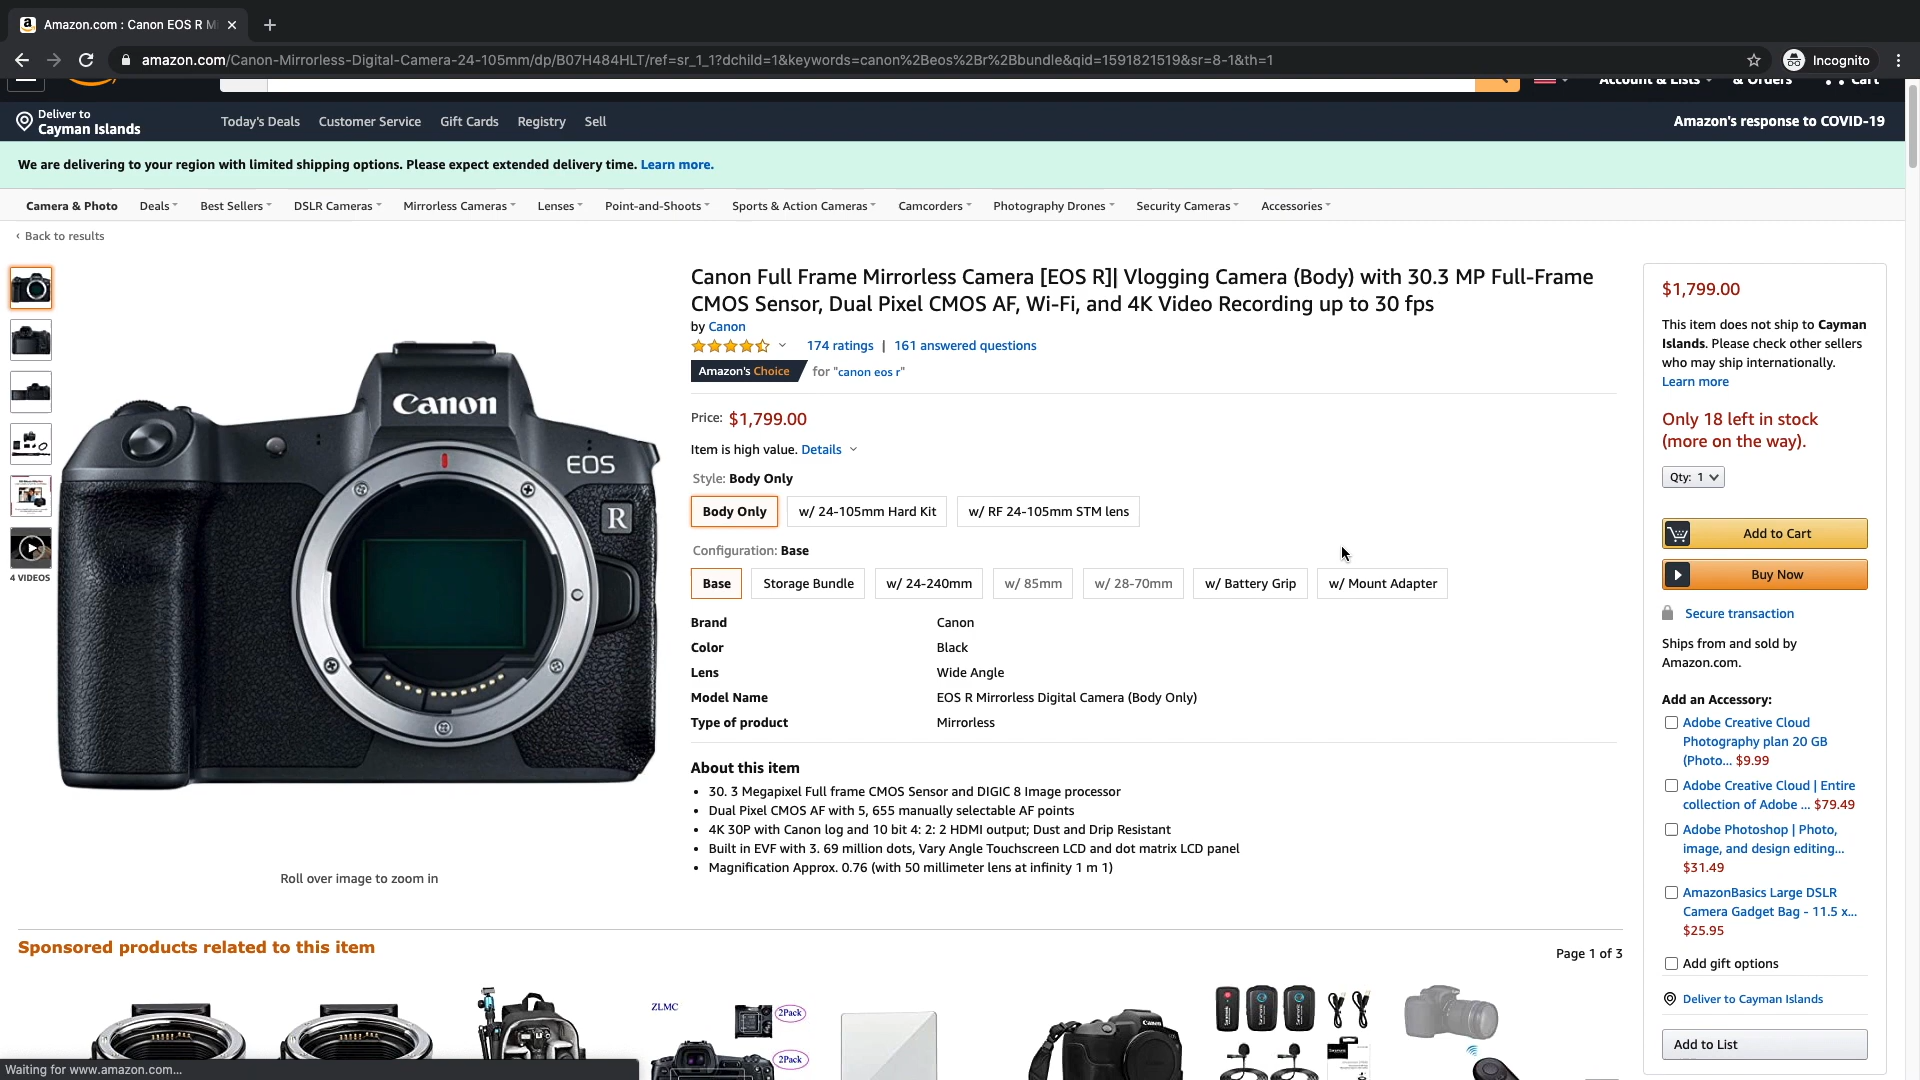 Amazon.com : Canon EOS R M
amazon.com/Canon-Mirrorless-Digital-Camera-24-105mm/dp/B07H484HLT/ref=sr_1_1?dchild=1&keywords=canon%2Beos%2Br%2Bbundle&qid=1591821519&sr=8-1&th=1
Incognito
Account & Lists
& Orders
Cart
Deliver to
Cayman Islands
Today's Deals
Customer Service
Gift Cards
Registry
Sell
Amazon's response to COVID-19
We are delivering to your region with limited shipping options. Please expect extended delivery time. Learn more.
Camera & Photo
Deals
Best Sellers
DSLR Cameras
Mirrorless Cameras
Lenses
Point-and-Shoots
Sports & Action Cameras
Camcorders
Photography Drones
Security Cameras
Accessories
‹ Back to results
4 VIDEOS
Canon
EOS
R
Roll over image to zoom in
Canon Full Frame Mirrorless Camera [EOS R]| Vlogging Camera (Body) with 30.3 MP Full-Frame
CMOS Sensor, Dual Pixel CMOS AF, Wi-Fi, and 4K Video Recording up to 30 fps
by Canon
174 ratings | 161 answered questions
Amazon's Choice for "canon eos r"
Price: $1,799.00
Item is high value. Details
Style: Body Only
Body Only
w/ 24-105mm Hard Kit
w/ RF 24-105mm STM lens
Configuration: Base
Base
Storage Bundle
w/ 24-240mm
w/ 85mm
w/ 28-70mm
w/ Battery Grip
w/ Mount Adapter
Brand Canon
Color Black
Lens Wide Angle
Model Name EOS R Mirrorless Digital Camera (Body Only)
Type of product Mirrorless
About this item
• 30. 3 Megapixel Full frame CMOS Sensor and DIGIC 8 Image processor
• Dual Pixel CMOS AF with 5, 655 manually selectable AF points
• 4K 30P with Canon log and 10 bit 4: 2: 2 HDMI output; Dust and Drip Resistant
• Built in EVF with 3. 69 million dots, Vary Angle Touchscreen LCD and dot matrix LCD panel
• Magnification Approx. 0.76 (with 50 millimeter lens at infinity 1 m 1)
$1,799.00
This item does not ship to Cayman
Islands. Please check other sellers
who may ship internationally.
Learn more
Only 18 left in stock
(more on the way).
Qty: 1
Add to Cart
Buy Now
Secure transaction
Ships from and sold by
Amazon.com.
Add an Accessory:
Adobe Creative Cloud
Photography plan 20 GB
(Photo... $9.99
Adobe Creative Cloud | Entire
collection of Adobe ... $79.49
Adobe Photoshop | Photo,
image, and design editing...
$31.49
AmazonBasics Large DSLR
Camera Gadget Bag - 11.5 x...
$25.95
Add gift options
Deliver to Cayman Islands
Add to List
Sponsored products related to this item
Page 1 of 3
ZLMC
2Pack
2Pack
Canon
Waiting for www.amazon.com...